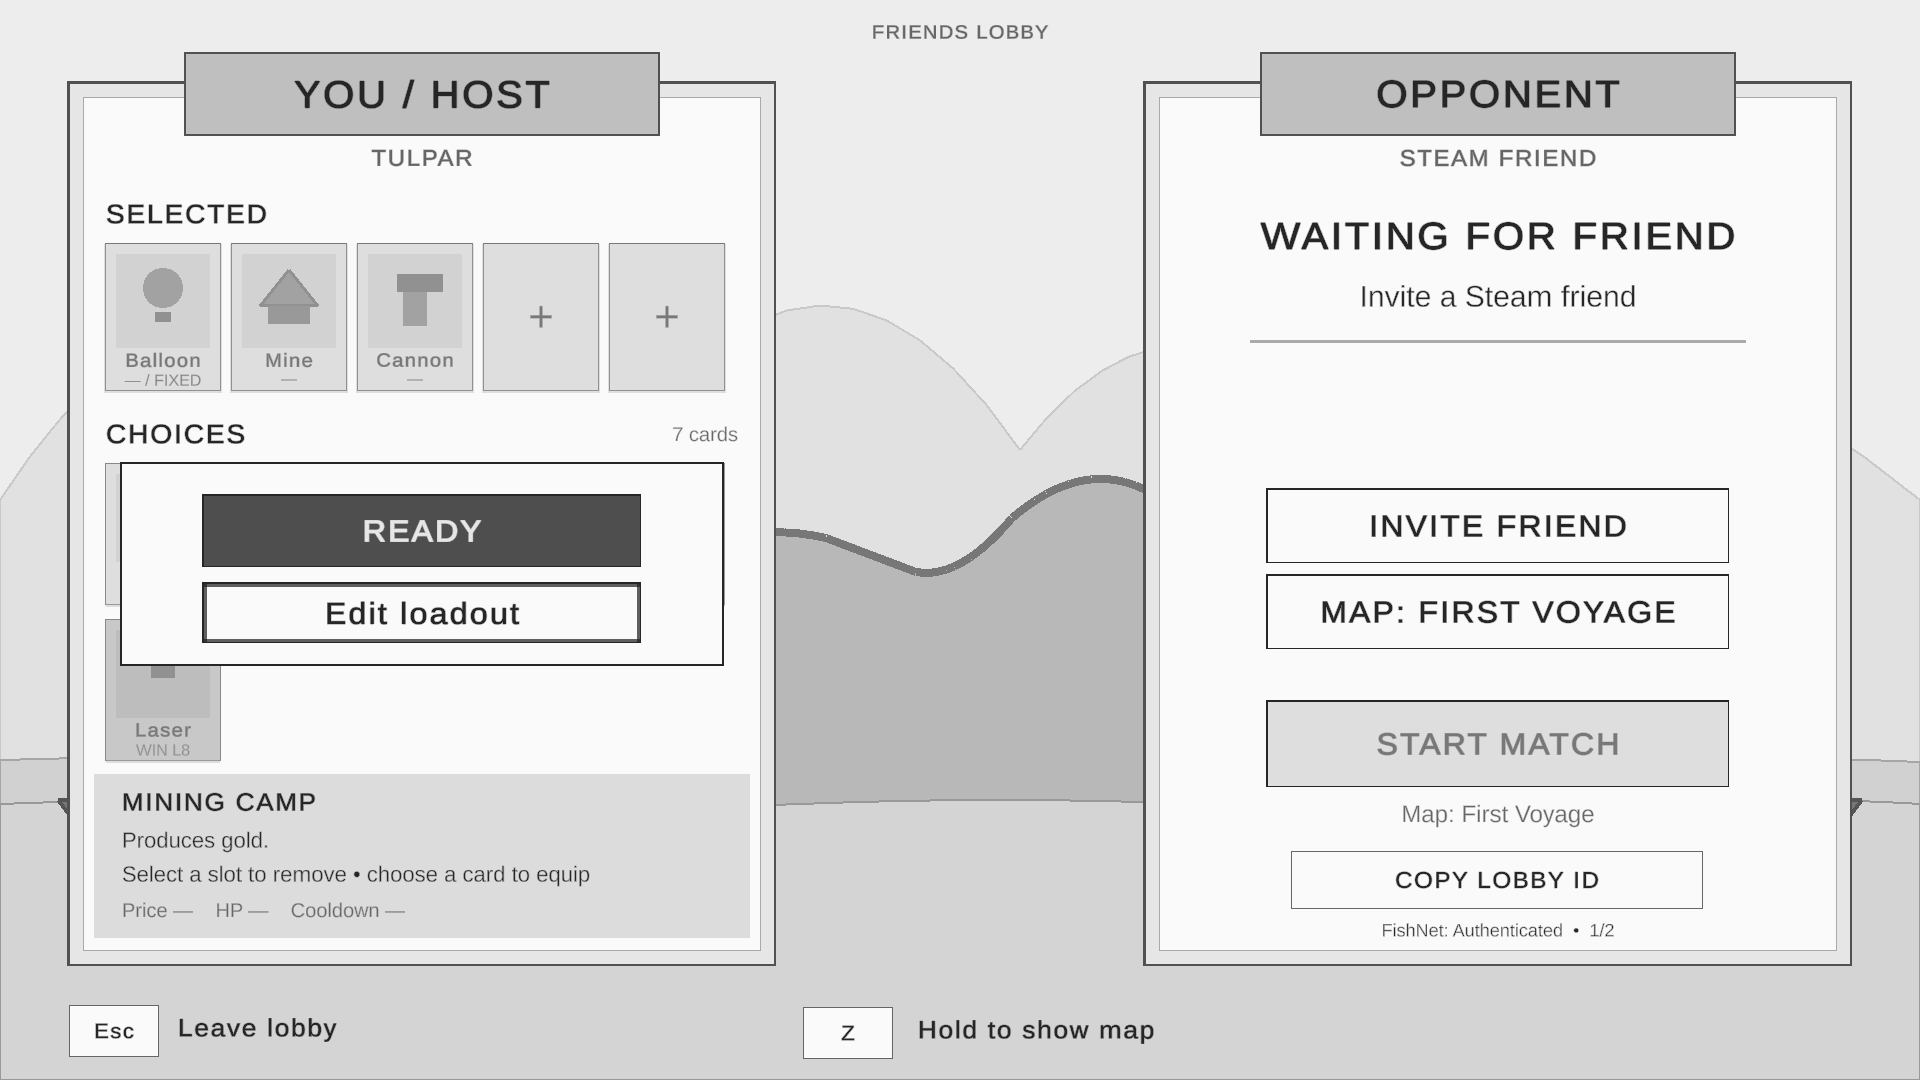 FRIENDS LOBBY
YOU / HOST
TULPAR
SELECTED
Balloon
— / FIXED
Mine
—
Cannon
—
+
+
CHOICES
7 cards
READY
Edit loadout
Laser
WIN L8
MINING CAMP
Produces gold.
Select a slot to remove • choose a card to equip
Price — HP — Cooldown —
OPPONENT
STEAM FRIEND
WAITING FOR FRIEND
Invite a Steam friend
INVITE FRIEND
MAP: FIRST VOYAGE
START MATCH
Map: First Voyage
COPY LOBBY ID
FishNet: Authenticated • 1/2
Esc Leave lobby
Z Hold to show map